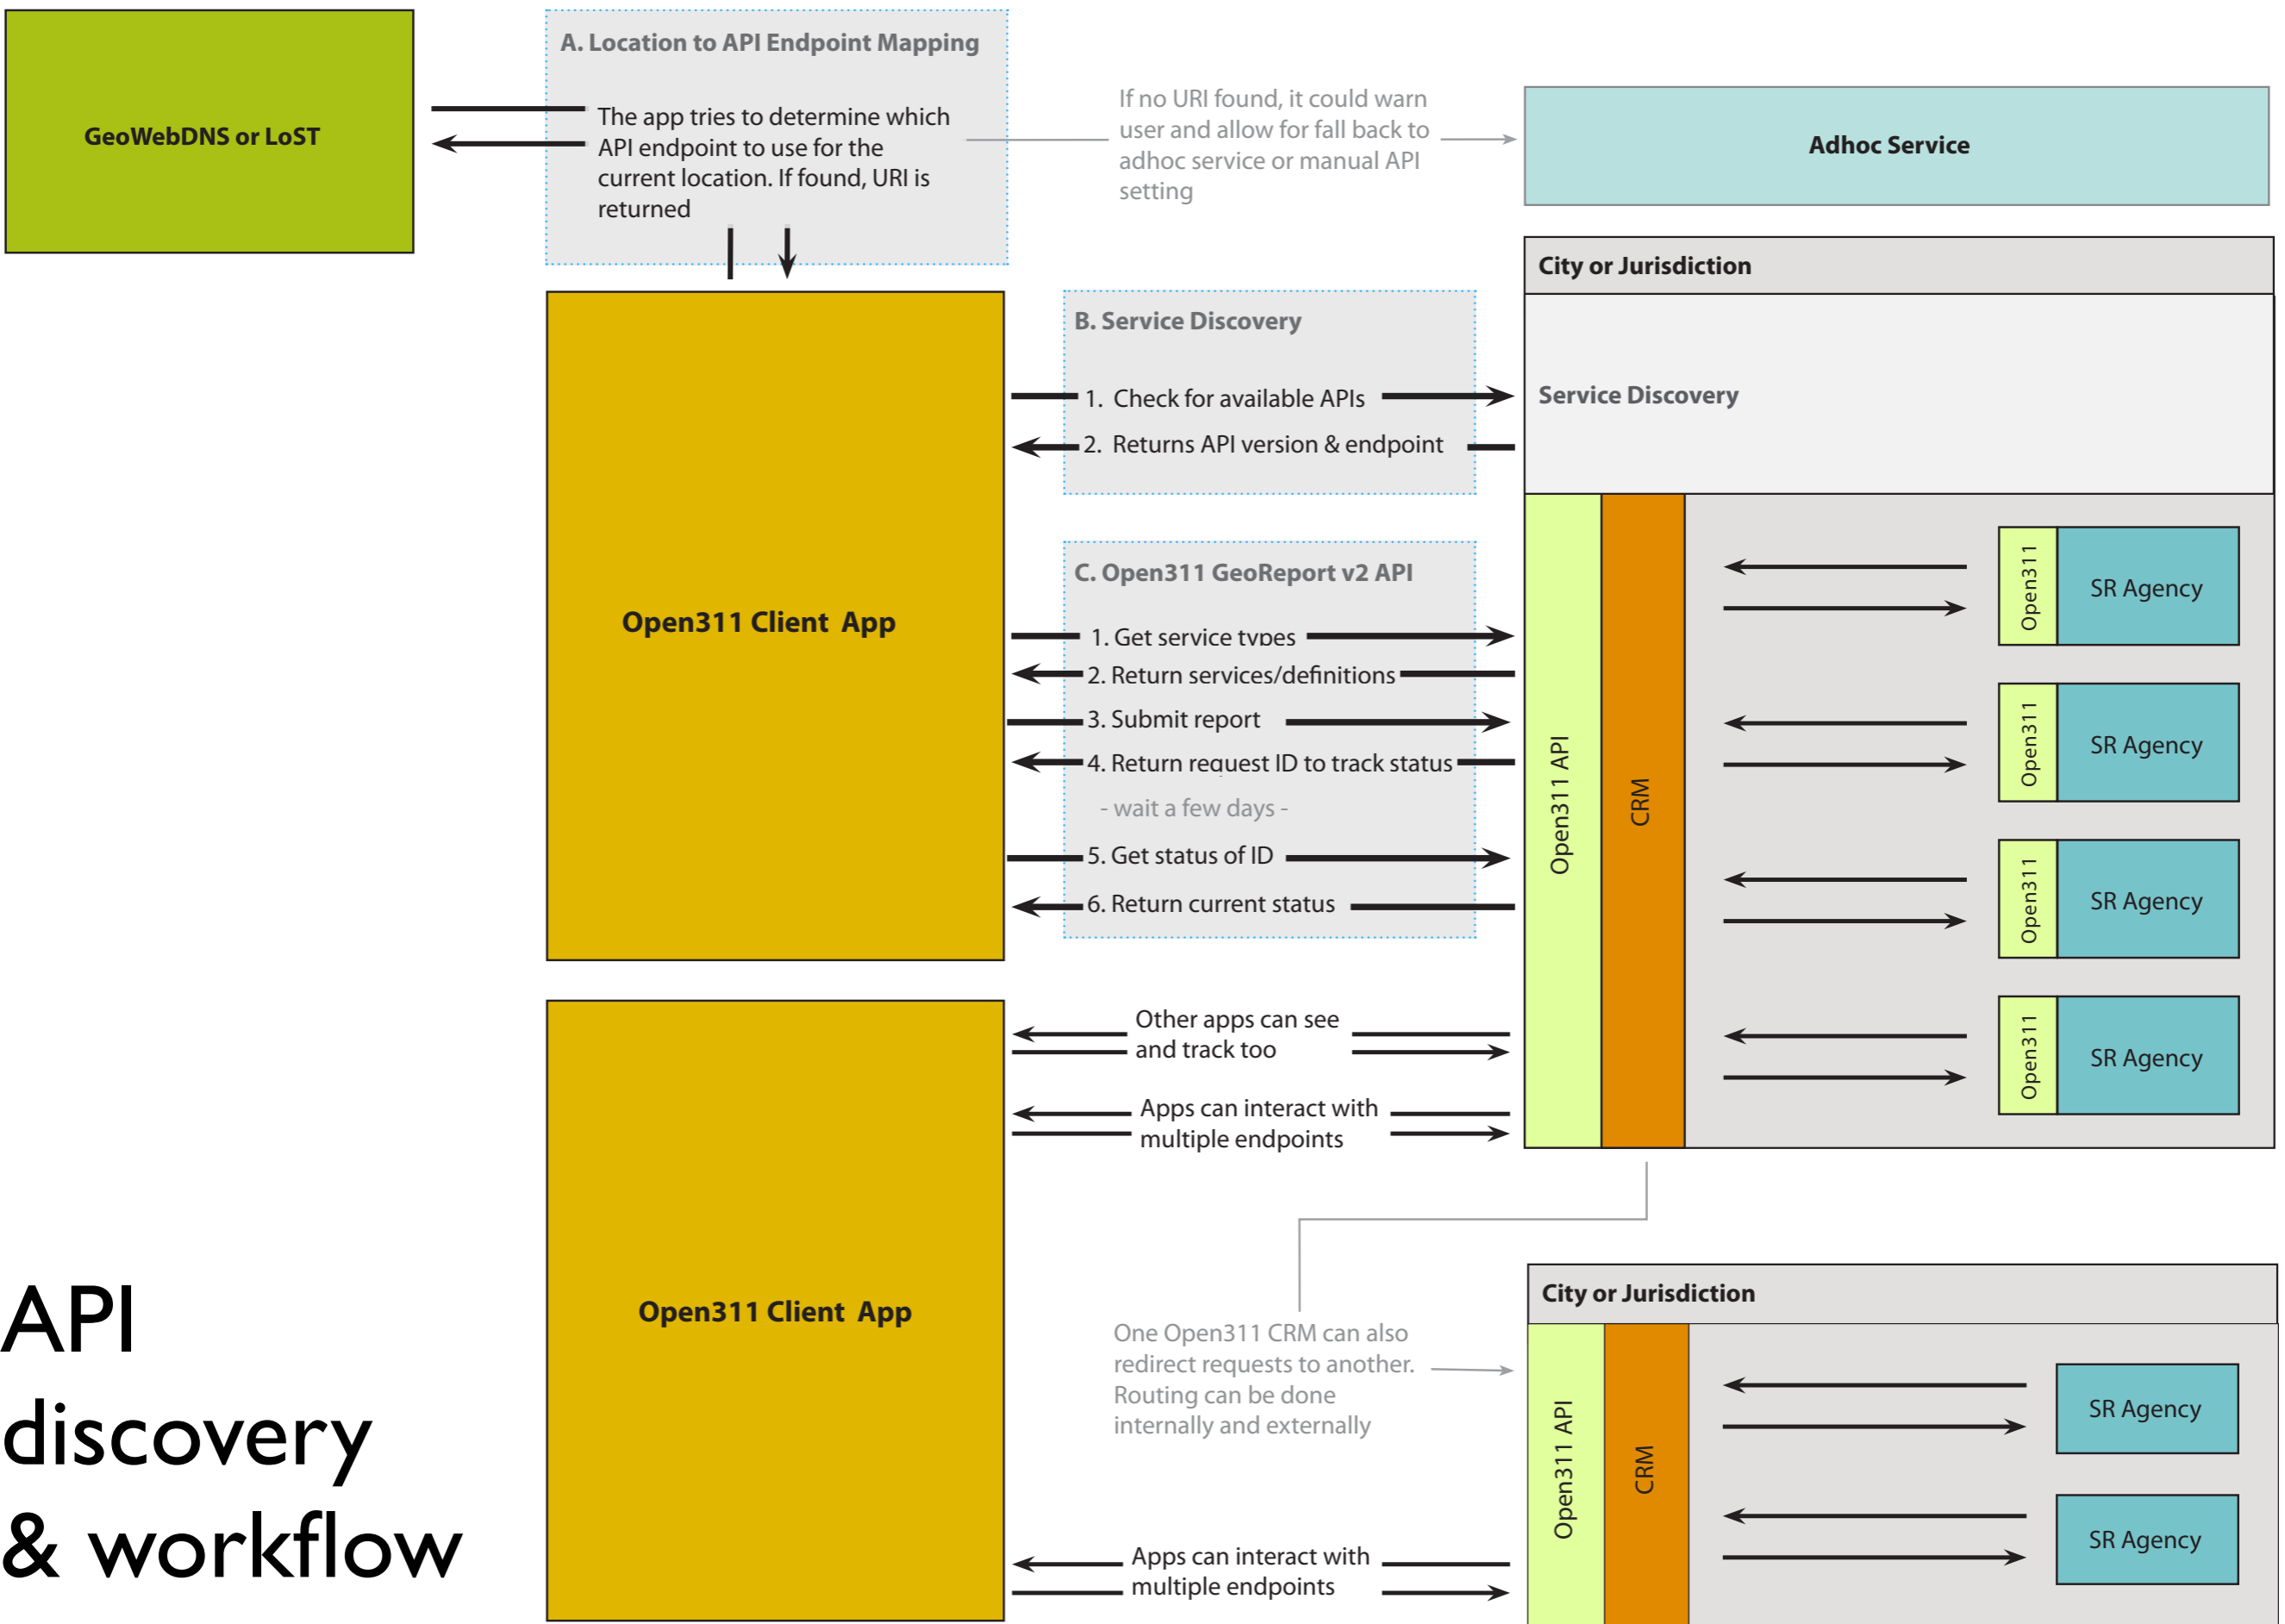 GeoWebDNS or LoST
A. Location to API Endpoint Mapping
The app tries to determine which
API endpoint to use for the
current location. If found, URI is
returned
If no URI found, it could warn
user and allow for fall back to
adhoc service or manual API
setting
Adhoc Service
City or Jurisdiction
Service Discovery
B. Service Discovery
1. Check for available APIs
2. Returns API version & endpoint
Open311 Client App
C. Open311 GeoReport v2 API
1. Get service types
2. Return services/definitions
3. Submit report
4. Return request ID to track status
- wait a few days -
5. Get status of ID
6. Return current status
Open311 API
CRM
Open311
SR Agency
Open311
SR Agency
Open311
SR Agency
Open311
SR Agency
Other apps can see
and track too
Apps can interact with
multiple endpoints
Open311 Client App
One Open311 CRM can also
redirect requests to another.
Routing can be done
internally and externally
City or Jurisdiction
Open311 API
CRM
SR Agency
SR Agency
Apps can interact with
multiple endpoints
API
discovery
& workflow